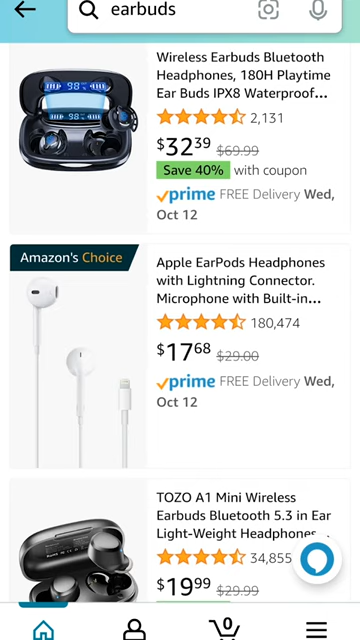 earbuds
Wireless Earbuds Bluetooth
Headphones, 180H Playtime
Ear Buds IPX8 Waterproof...
2,131
$32 39 $69.99
Save 40% with coupon
prime FREE Delivery Wed,
Oct 12
Amazon's Choice
Apple EarPods Headphones
with Lightning Connector.
Microphone with Built-in...
180,474
$17 68 $29.00
prime FREE Delivery Wed,
Oct 12
TOZO A1 Mini Wireless
Earbuds Bluetooth 5.3 in Ear
Light-Weight Headphones...
34,855
$19 99 $29.99
0